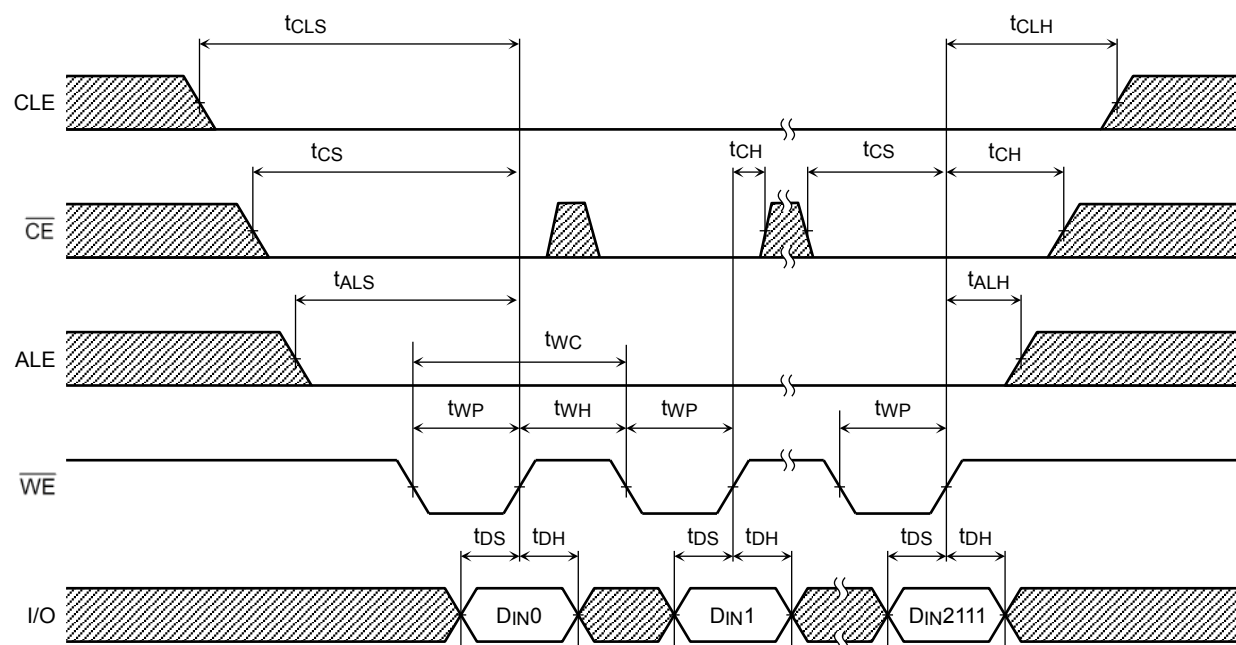 tCLS tCLH
CLE
tCS tCH tCS tCH
CE
tALS tALH
tWC
ALE
tWP tWH tWP tWP
WE
tDS tDH tDS tDH tDS tDH
I/O DIN0 DIN1 DIN2111